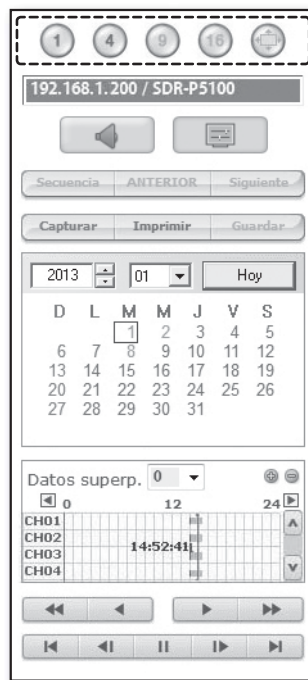 1 4 9 16
192.168.1.200 / SDR-P5100
Secuencia ANTERIOR Siguiente
Capturar Imprimir Guardar
2013 01 Hoy
D L M M J V S
1 2 3 4 5
6 7 8 9 10 11 12
13 14 15 16 17 18 19
20 21 22 23 24 25 26
27 28 29 30 31
Datos superp. 0
0 12 24
CH01
CH02
14:52:41
CH03
CH04